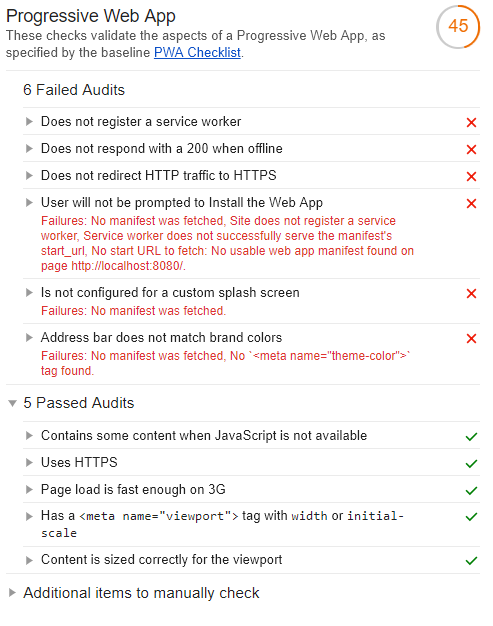 Progressive Web App
45
These checks validate the aspects of a Progressive Web App, as
specified by the baseline PWA Checklist.
6 Failed Audits
Does not register a service worker
Does not respond with a 200 when offline
Does not redirect HTTP traffic to HTTPS
User will not be prompted to Install the Web App
Failures: No manifest was fetched, Site does not register a service
worker, Service worker does not successfully serve the manifest's
start_url, No start URL to fetch: No usable web app manifest found on
page http://localhost:8080/.
Is not configured for a custom splash screen
Failures: No manifest was fetched.
Address bar does not match brand colors
Failures: No manifest was fetched, No `<meta name="theme-color">`
tag found.
5 Passed Audits
Contains some content when JavaScript is not available
Uses HTTPS
Page load is fast enough on 3G
Has a <meta name="viewport"> tag with width or initial-
scale
Content is sized correctly for the viewport
Additional items to manually check